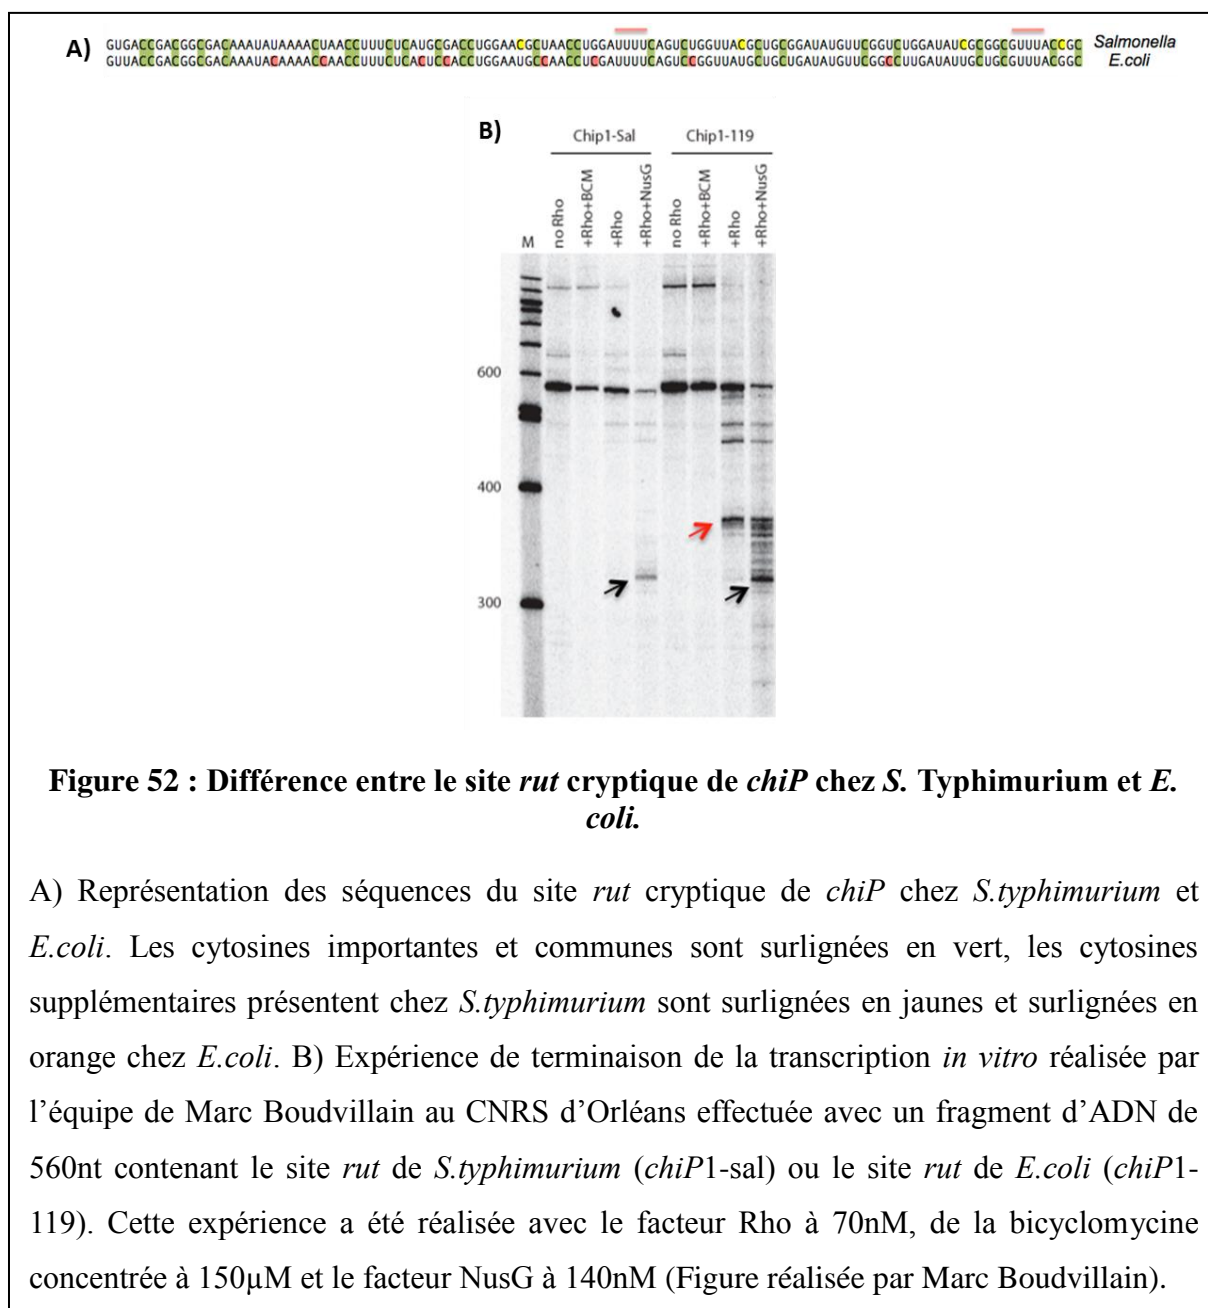 A) GUGACCGACGGCGACAAAUAUAAAACUAACCUUUCUCAUGCGACCUGGAACGCUAACCUGGAUUUUCAGUCUGGUUACGCUGCGGAUAUGUUCGGUCUGGAUAUCGCGGCGUUUACCGC Salmonella
GUUACCGACGGCGACAAAUACAAAACCAACCUUUCUCACUCCACCUGGAAUGCCAACCUCGAUUUUCAGUCCGGUUAUGCUGCUGAUAUGUUCGGCCUUGAUAUUGCUGCGUUUACGGC E.coli
B)
Chip1-Sal Chip1-119
M no Rho +Rho+BCM +Rho +Rho+NusG no Rho +Rho+BCM +Rho +Rho+NusG
600
400
300
Figure 52 : Différence entre le site rut cryptique de chiP chez S. Typhimurium et E.
coli.
A) Représentation des séquences du site rut cryptique de chiP chez S.typhimurium et
E.coli. Les cytosines importantes et communes sont surlignées en vert, les cytosines
supplémentaires présentent chez S.typhimurium sont surlignées en jaunes et surlignées en
orange chez E.coli. B) Expérience de terminaison de la transcription in vitro réalisée par
l'équipe de Marc Boudvillain au CNRS d'Orléans effectuée avec un fragment d'ADN de
560nt contenant le site rut de S.typhimurium (chiP1-sal) ou le site rut de E.coli (chiP1-
119). Cette expérience a été réalisée avec le facteur Rho à 70nM, de la bicyclomycine
concentrée à 150µM et le facteur NusG à 140nM (Figure réalisée par Marc Boudvillain).